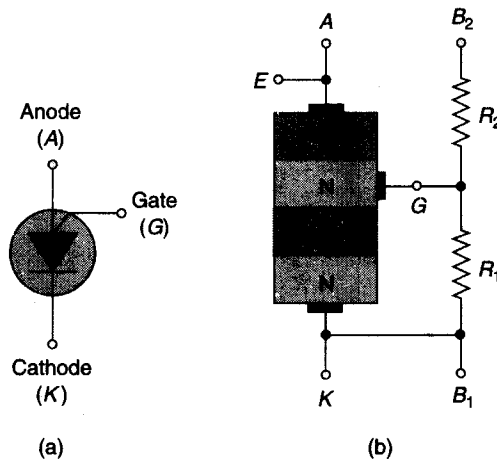 Anode
(A)
Gate
(G)
Cathode
(K)
(a)
A
B₂
E
R₂
N
G
R₁
N
K
B₁
(b)